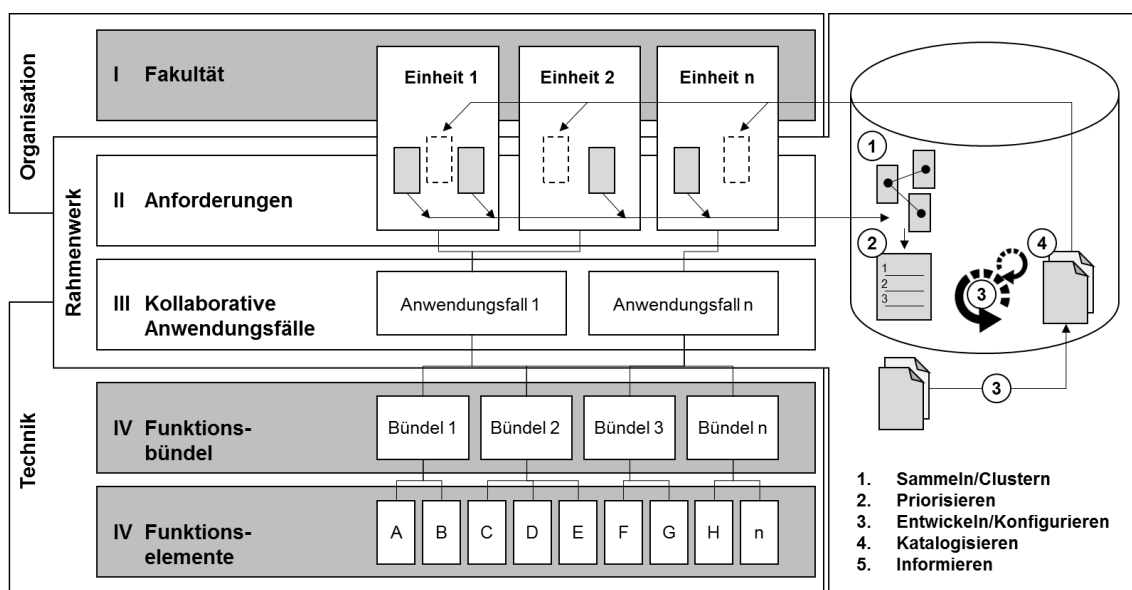 Organisation
Rahmenwerk
Technik
I Fakultät
Einheit 1
Einheit 2
Einheit n
II Anforderungen
III Kollaborative
Anwendungsfälle
Anwendungsfall 1
Anwendungsfall n
IV Funktions-
bündel
Bündel 1
Bündel 2
Bündel 3
Bündel n
IV Funktions-
elemente
A
B
C
D
E
F
G
H
n
1
2
1
2
3
3
4
3
1. Sammeln/Clustern
2. Priorisieren
3. Entwickeln/Konfigurieren
4. Katalogisieren
5. Informieren